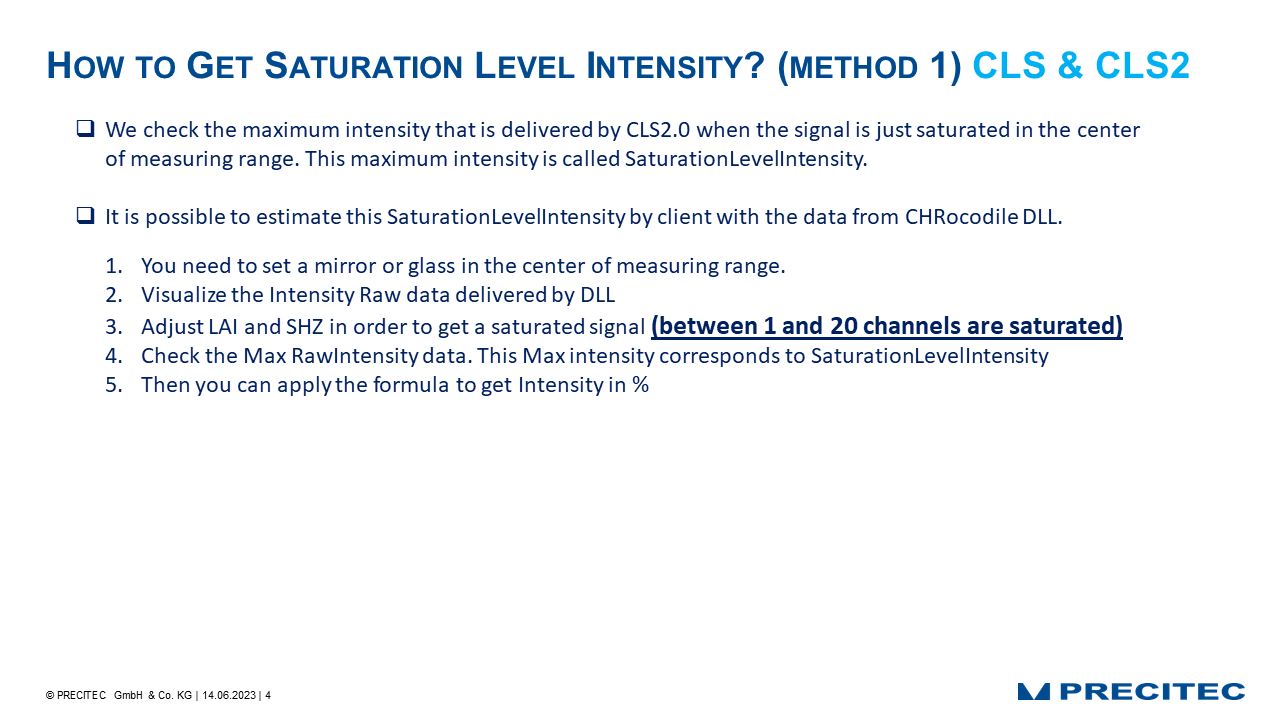 HOW TO GET SATURATION LEVEL INTENSITY? (METHOD 1) CLS & CLS2
We check the maximum intensity that is delivered by CLS2.0 when the signal is just saturated in the center
of measuring range. This maximum intensity is called SaturationLevelIntensity.
It is possible to estimate this SaturationLevelIntensity by client with the data from CHRocodile DLL.
1. You need to set a mirror or glass in the center of measuring range.
2. Visualize the Intensity Raw data delivered by DLL
3. Adjust LAI and SHZ in order to get a saturated signal (between 1 and 20 channels are saturated)
4. Check the Max RawIntensity data. This Max intensity corresponds to SaturationLevelIntensity
5. Then you can apply the formula to get Intensity in %
© PRECITEC GmbH & Co. KG | 14.06.2023 | 4
PRECITEC